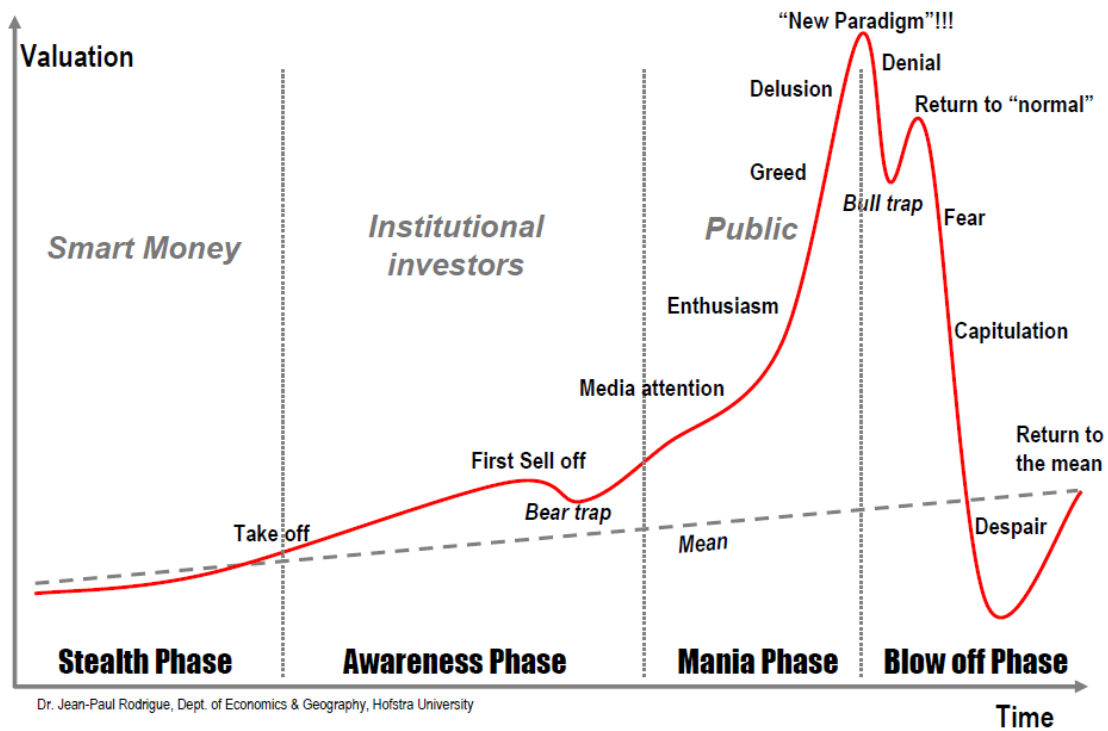 “New Paradigm”!!!
Valuation
Denial
Delusion
Return to “normal”
Greed
Bull trap
Fear
Smart Money
Institutional
investors
Public
Enthusiasm
Capitulation
Media attention
First Sell off
Return to
the mean
Bear trap
Take off
Mean
Despair
Stealth Phase
Awareness Phase
Mania Phase
Blow off Phase
Dr. Jean-Paul Rodrigue, Dept. of Economics & Geography, Hofstra University
Time